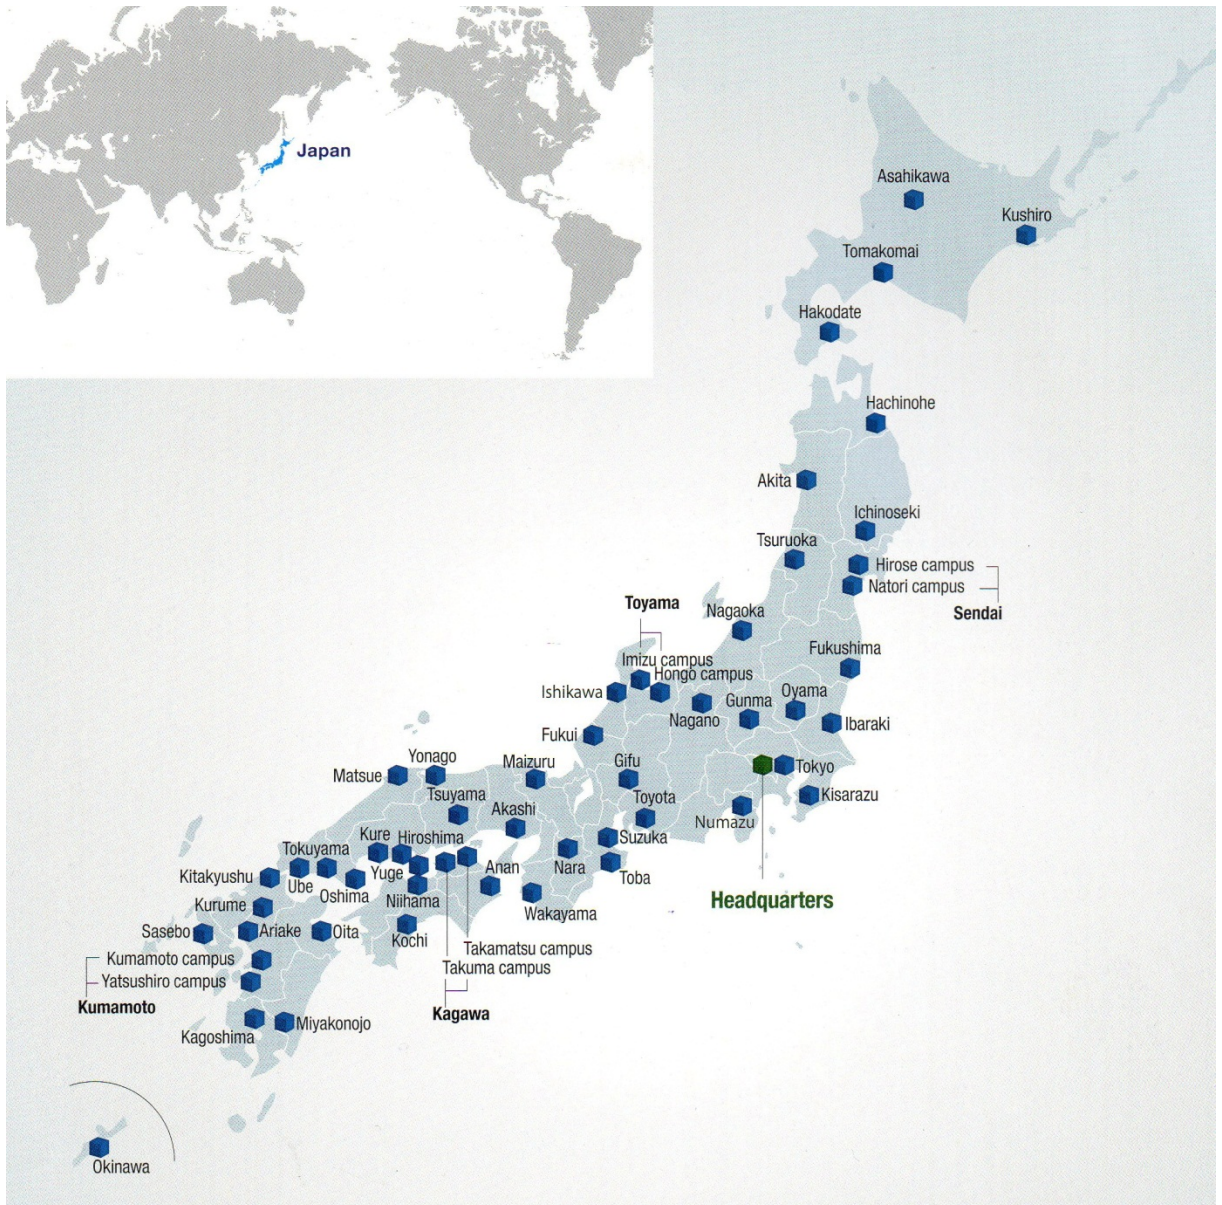 Japan
Asahikawa
Kushiro
Tomakomai
Hakodate
Hachinohe
Akita
Ichinoseki
Tsuruoka
Hirose campus
Natori campus
Sendai
Toyama
Nagaoka
Imizu campus
Hongo campus
Fukushima
Ishikawa
Nagano
Gunma
Oyama
Ibaraki
Fukui
Yonago
Matsue
Maizuru
Gifu
Tokyo
Kisarazu
Tsuyama
Akashi
Toyota
Numazu
Kure
Hiroshima
Suzuka
Tokuyama
Kitakyushu
Ube
Oshima
Yuge
Niihama
Anan
Nara
Toba
Wakayama
Headquarters
Kurume
Sasebo
Ariake
Oita
Kochi
Takamatsu campus
Takuma campus
Kagawa
Kumamoto campus
Yatsushiro campus
Kumamoto
Kagoshima
Miyakonojo
Okinawa